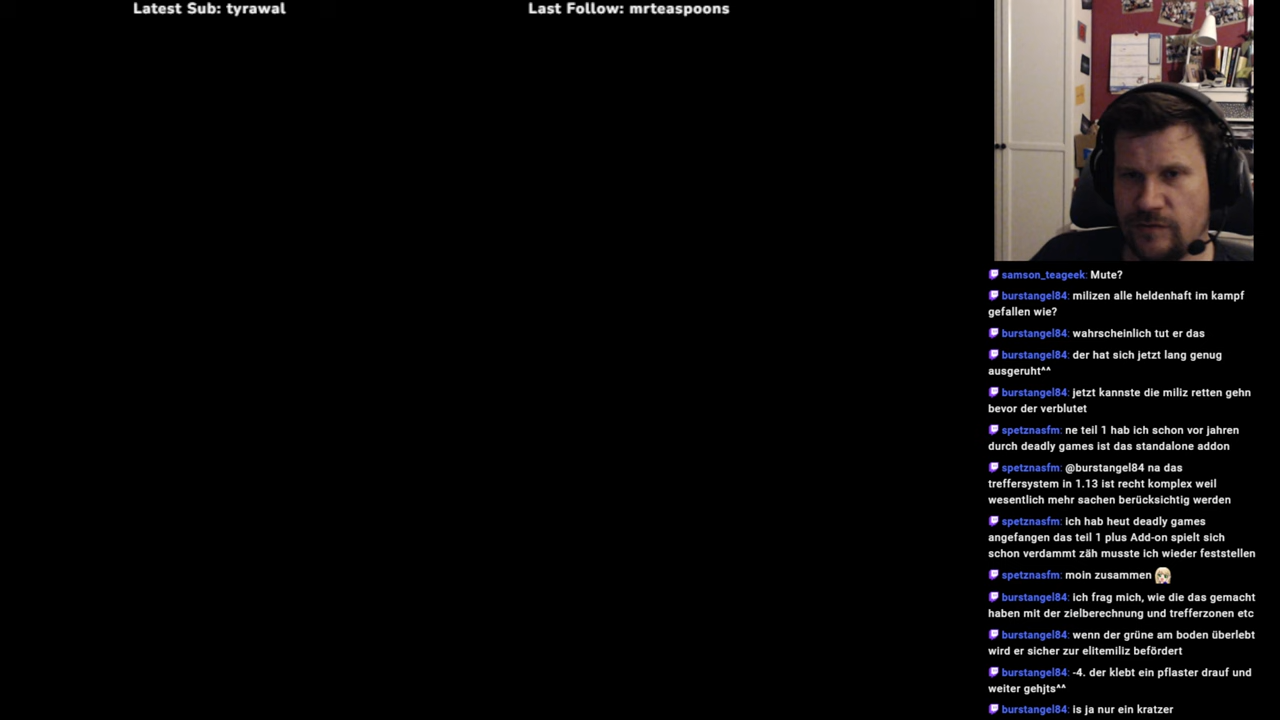 Latest Sub: tyrawal
Last Follow: mrteaspoons
samson_teageek: Mute?
burstangel84: milizen alle heldenhaft im kampf
gefallen wie?
burstangel84: wahrscheinlich tut er das
burstangel84: der hat sich jetzt lang genug
ausgeruht^^
burstangel84: jetzt kannste die miliz retten gehn
bevor der verblutet
spetznasfm: ne teil 1 hab ich schon vor jahren
durch deadly games ist das standalone addon
spetznasfm: @burstangel84 na das
treffersystem in 1.13 ist recht komplex weil
wesentlich mehr sachen berücksichtig werden
spetznasfm: ich hab heut deadly games
angefangen das teil 1 plus Add-on spielt sich
schon verdammt zäh musste ich wieder feststellen
spetznasfm: moin zusammen
burstangel84: ich frag mich, wie die das gemacht
haben mit der zielberechnung und trefferzonen etc
burstangel84: wenn der grüne am boden überlebt
wird er sicher zur elitemiliz befördert
burstangel84: -4. der klebt ein pflaster drauf und
weiter gehjts^^
burstangel84: is ja nur ein kratzer